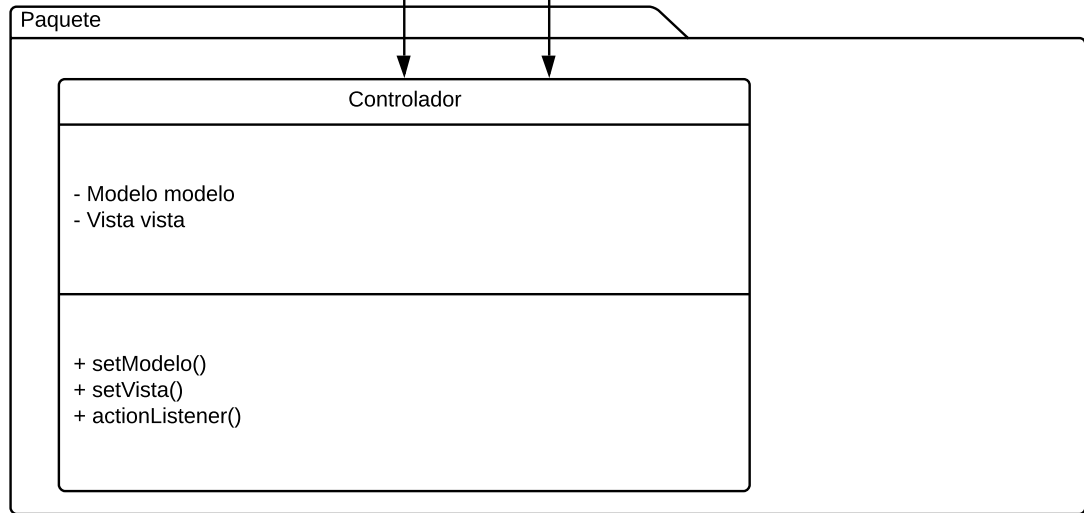 Paquete
Controlador
- Modelo modelo
- Vista vista
+ setModelo()
+ setVista()
+ actionListener()